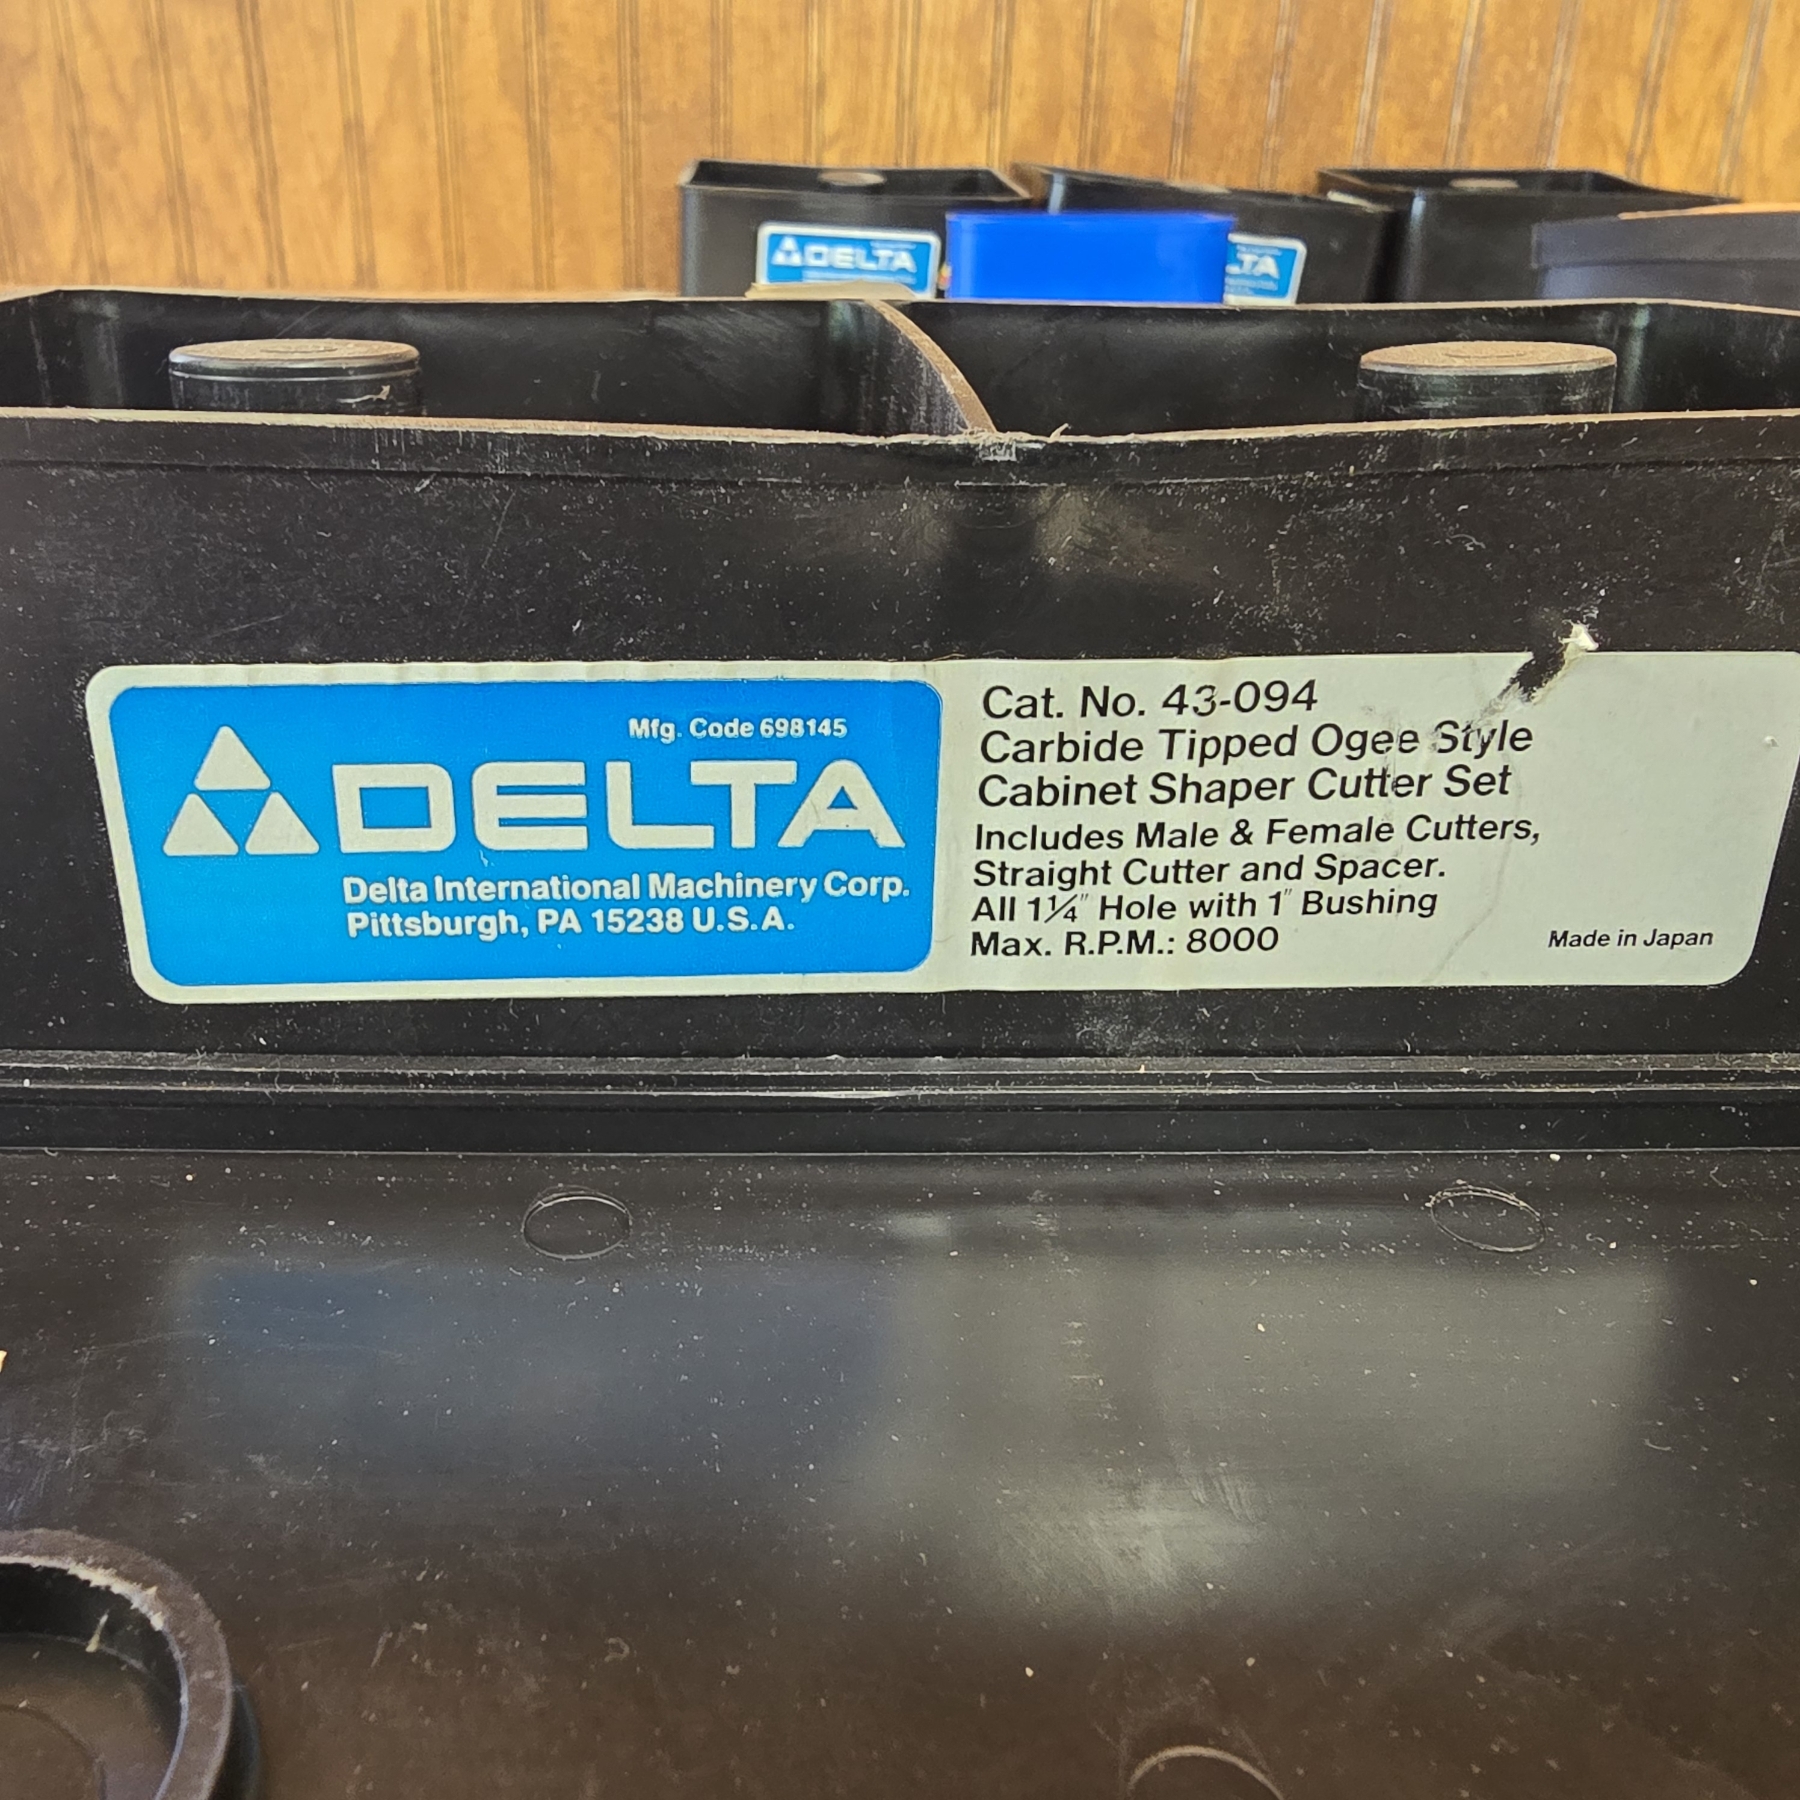 DELTA
LTA
Mfg. Code 698145
DELTA
Delta International Machinery Corp.
Pittsburgh, PA 15238 U.S.A.
Cat. No. 43-094
Carbide Tipped Ogee Style
Cabinet Shaper Cutter Set
Includes Male & Female Cutters,
Straight Cutter and Spacer.
All 1¼" Hole with 1" Bushing
Max. R.P.M.: 8000
Made in Japan